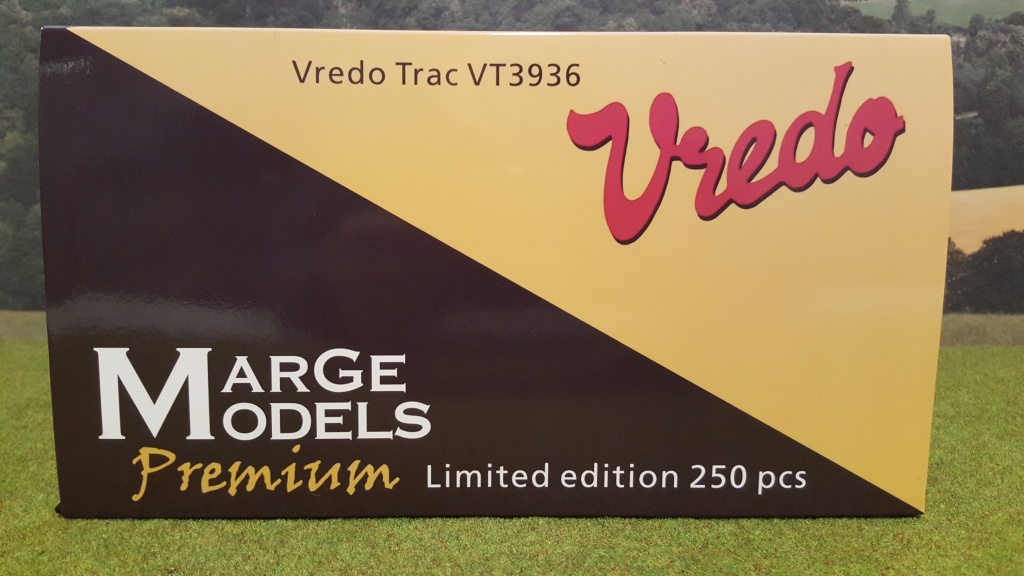 Vredo Trac VT3936
Vredo
MARGE
MODELS
Premium
Limited edition 250 pcs